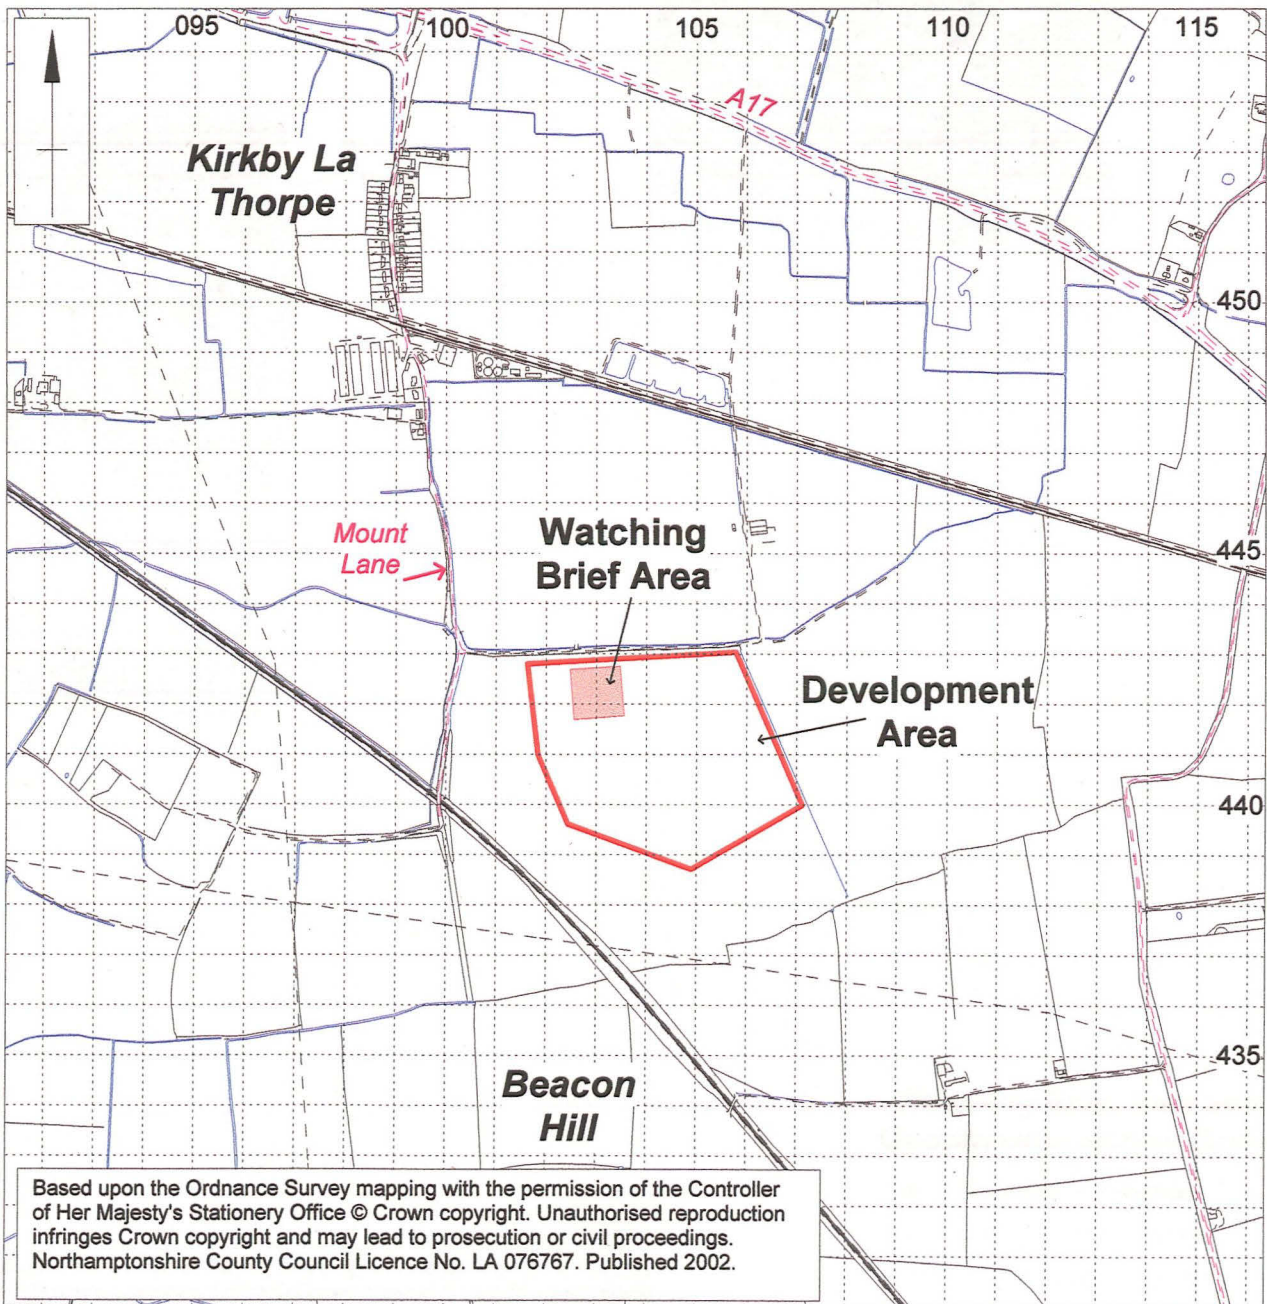 095
100
105
110
115
A17
Kirkby La
Thorpe
450
Mount
Lane
Watching
Brief Area
445
Development
Area
440
435
Beacon
Hill
Based upon the Ordnance Survey mapping with the permission of the Controller
of Her Majesty's Stationery Office © Crown copyright. Unauthorised reproduction
infringes Crown copyright and may lead to prosecution or civil proceedings.
Northamptonshire County Council Licence No. LA 076767. Published 2002.